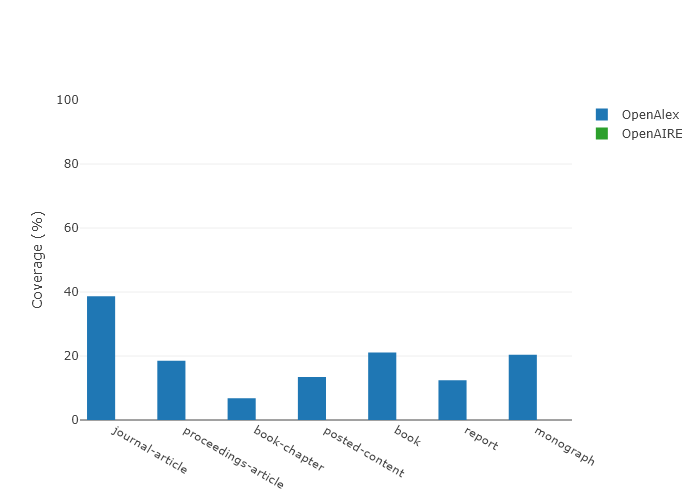 100
80
60
40
20
0
Coverage (%)
journal-article
proceedings-article
book-chapter
posted-content
book
report
monograph
OpenAlex
OpenAIRE